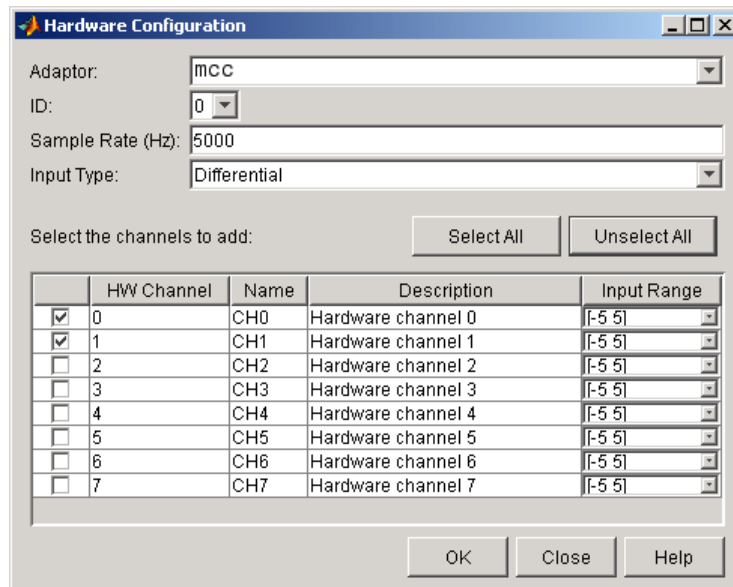 Hardware Configuration
Adaptor: mcc
ID: 0
Sample Rate (Hz): 5000
Input Type: Differential
Select the channels to add: Select All Unselect All
HW Channel Name Description Input Range
0 CH0 Hardware channel 0 [-5 5]
1 CH1 Hardware channel 1 [-5 5]
2 CH2 Hardware channel 2 [-5 5]
3 CH3 Hardware channel 3 [-5 5]
4 CH4 Hardware channel 4 [-5 5]
5 CH5 Hardware channel 5 [-5 5]
6 CH6 Hardware channel 6 [-5 5]
7 CH7 Hardware channel 7 [-5 5]
OK Close Help